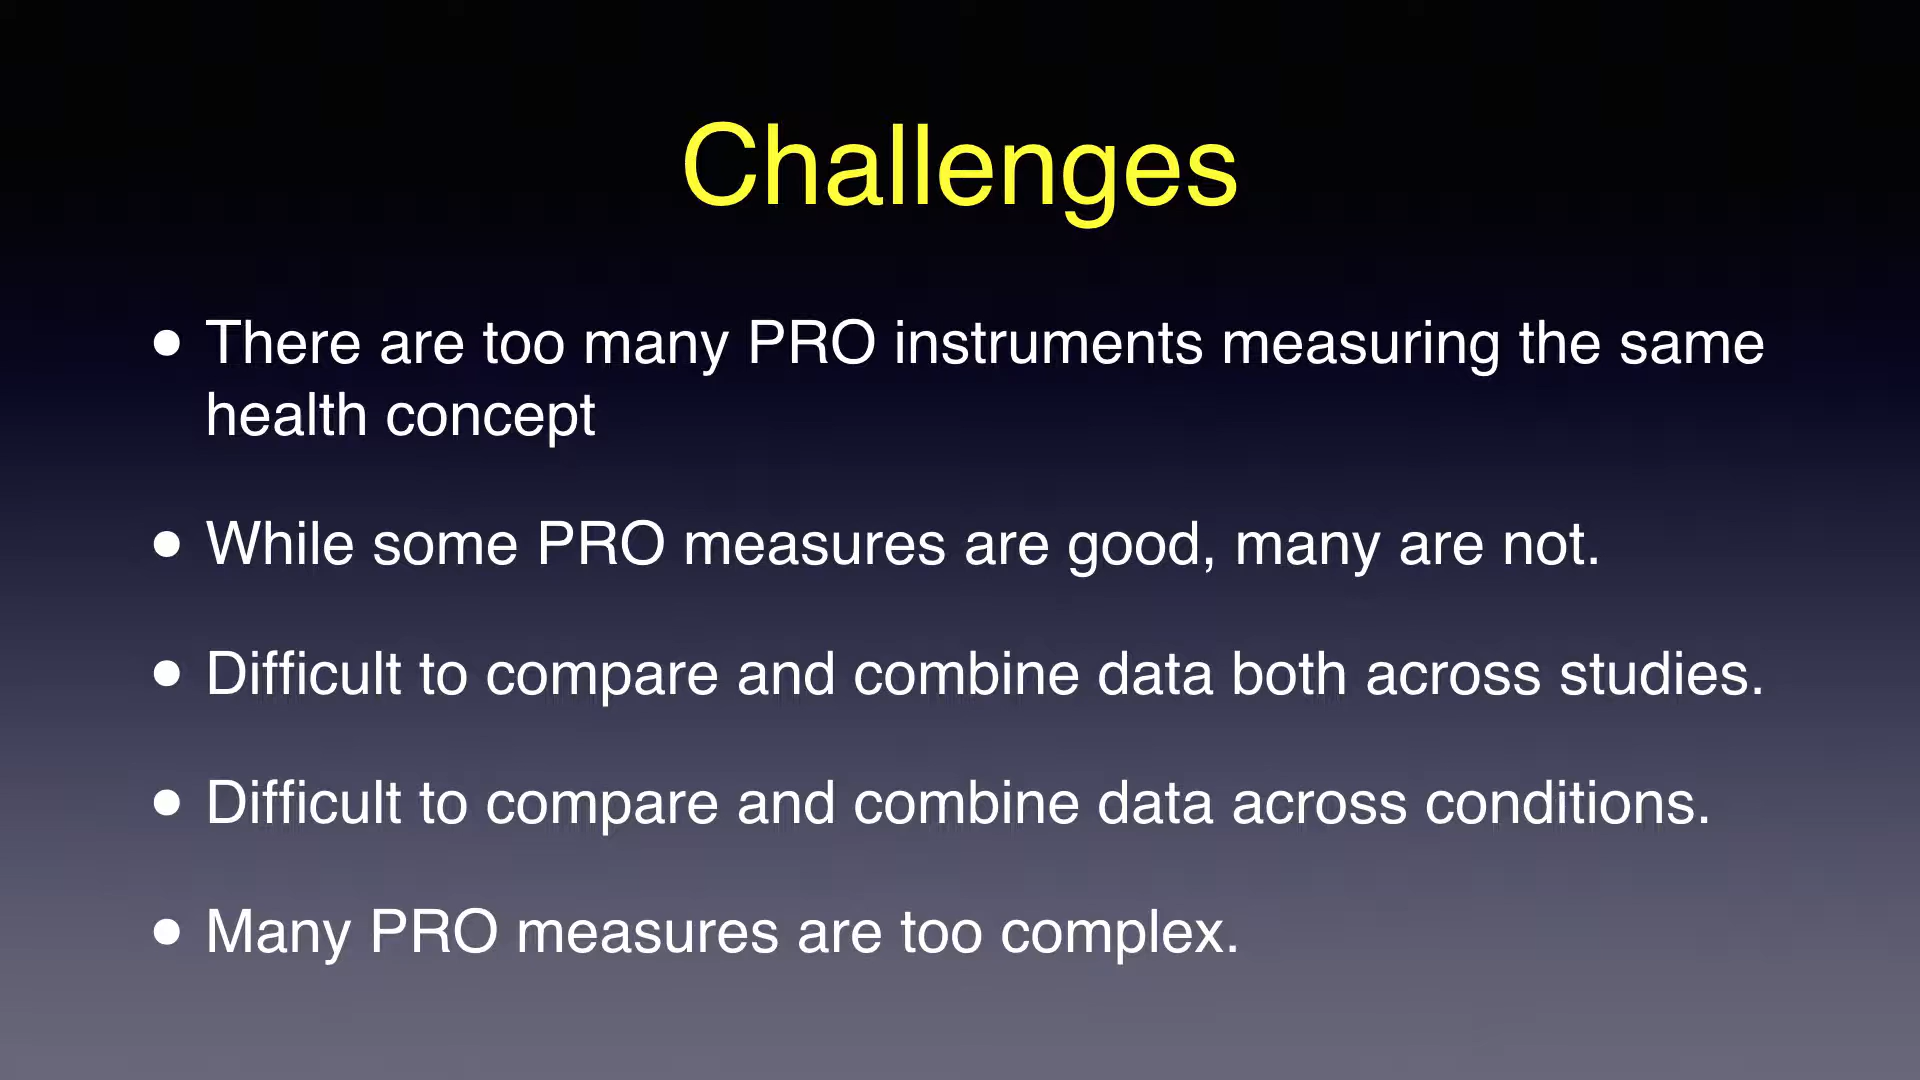 Challenges
• There are too many PRO instruments measuring the same
health concept
• While some PRO measures are good, many are not.
• Difficult to compare and combine data both across studies.
• Difficult to compare and combine data across conditions.
• Many PRO measures are too complex.